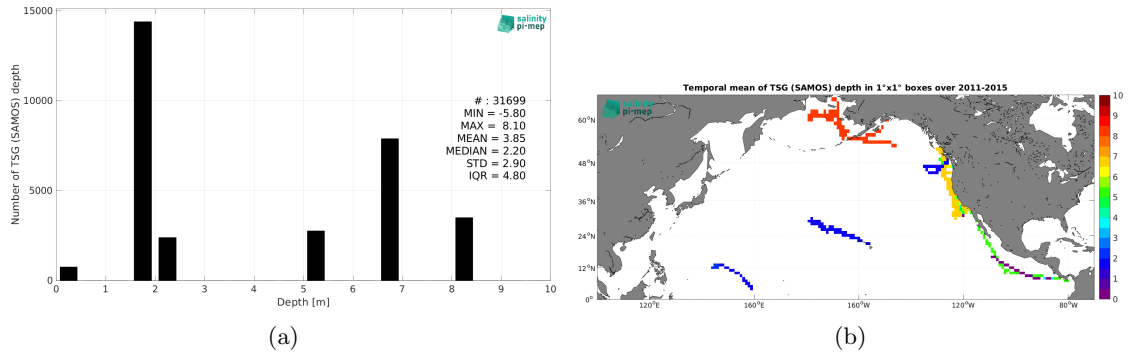 15000
10000
5000
0
Number of TSG (SAMOS) depth
salinity
pi-mep
# : 31699
MIN = -5.80
MAX = 8.10
MEAN = 3.85
MEDIAN = 2.20
STD = 2.90
IQR = 4.80
0 1 2 3 4 5 6 7 8 9 10
Depth [m]
(a)
Temporal mean of TSG (SAMOS) depth in 1°x1° boxes over 2011-2015
salinity
pi-mep
60°N
48°N
36°N
24°N
12°N
0°
120°E 160°E 160°W 120°W 80°W
10
9
8
7
6
5
4
3
2
1
0
(b)